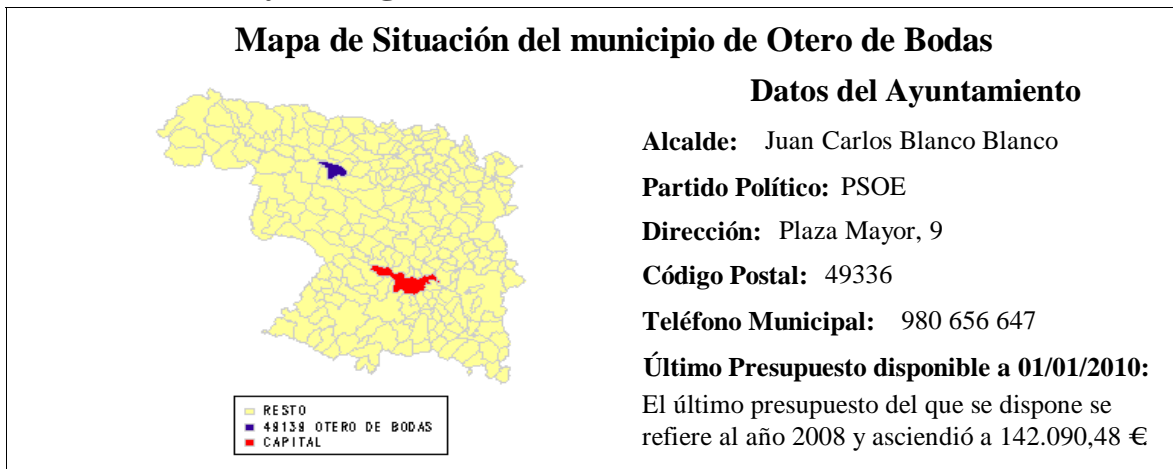 Mapa de Situación del municipio de Otero de Bodas
Datos del Ayuntamiento
Alcalde: Juan Carlos Blanco Blanco
Partido Político: PSOE
Dirección: Plaza Mayor, 9
Código Postal: 49336
Teléfono Municipal: 980 656 647
Último Presupuesto disponible a 01/01/2010:
El último presupuesto del que se dispone se
refiere al año 2008 y asciendió a 142.090,48 €
RESTO
49139 OTERO DE BODAS
CAPITAL